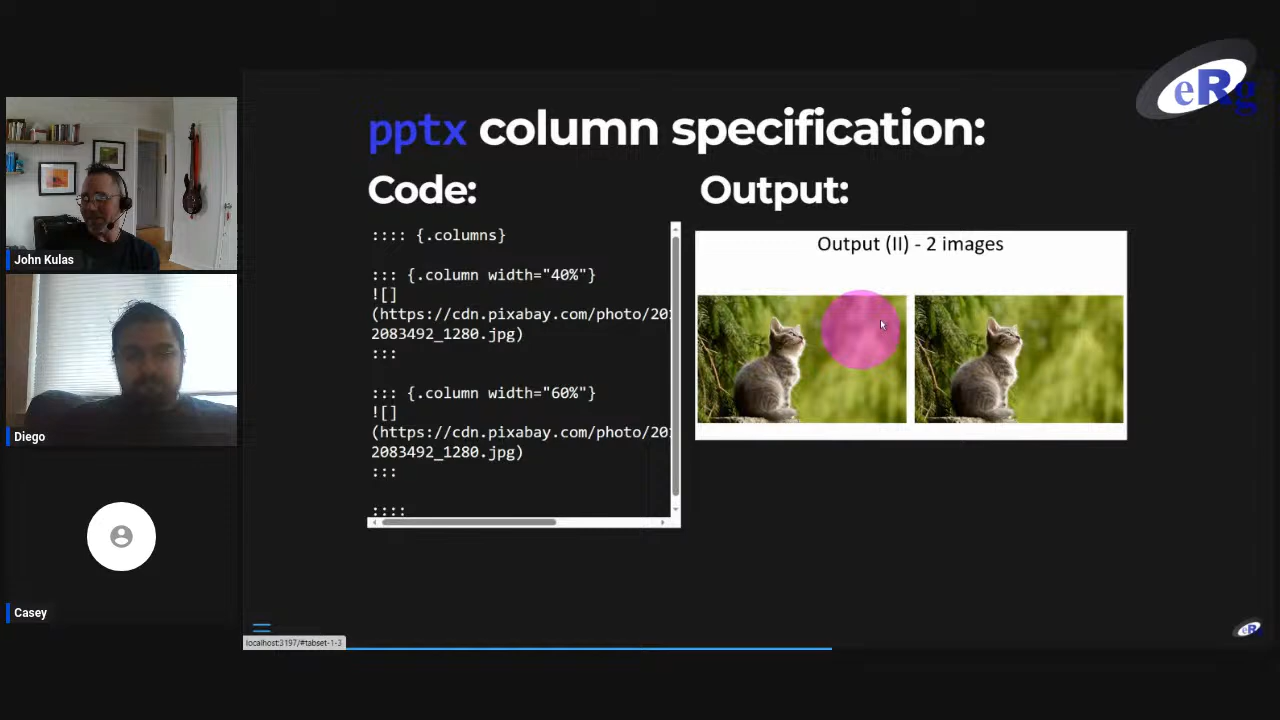 eRg
pptx column specification:
Code:
Output:
:::: {.columns}
::: {.column width="40%"}
![]
(https://cdn.pixabay.com/photo/20
2083492_1280.jpg)
:::
::: {.column width="60%"}
![]
(https://cdn.pixabay.com/photo/20
2083492_1280.jpg)
:::
::::
Output (II) - 2 images
John Kulas
Diego
Casey
localhost:3197/#tabset-1-3
eRg